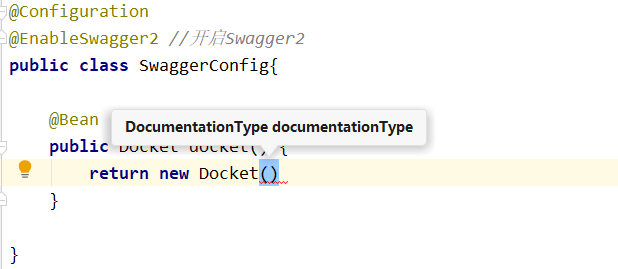 @Configuration
@EnableSwagger2 //开启Swagger2
public class SwaggerConfig{
@Bean
DocumentationType documentationType
public Docket docket() {
return new Docket()
}
}